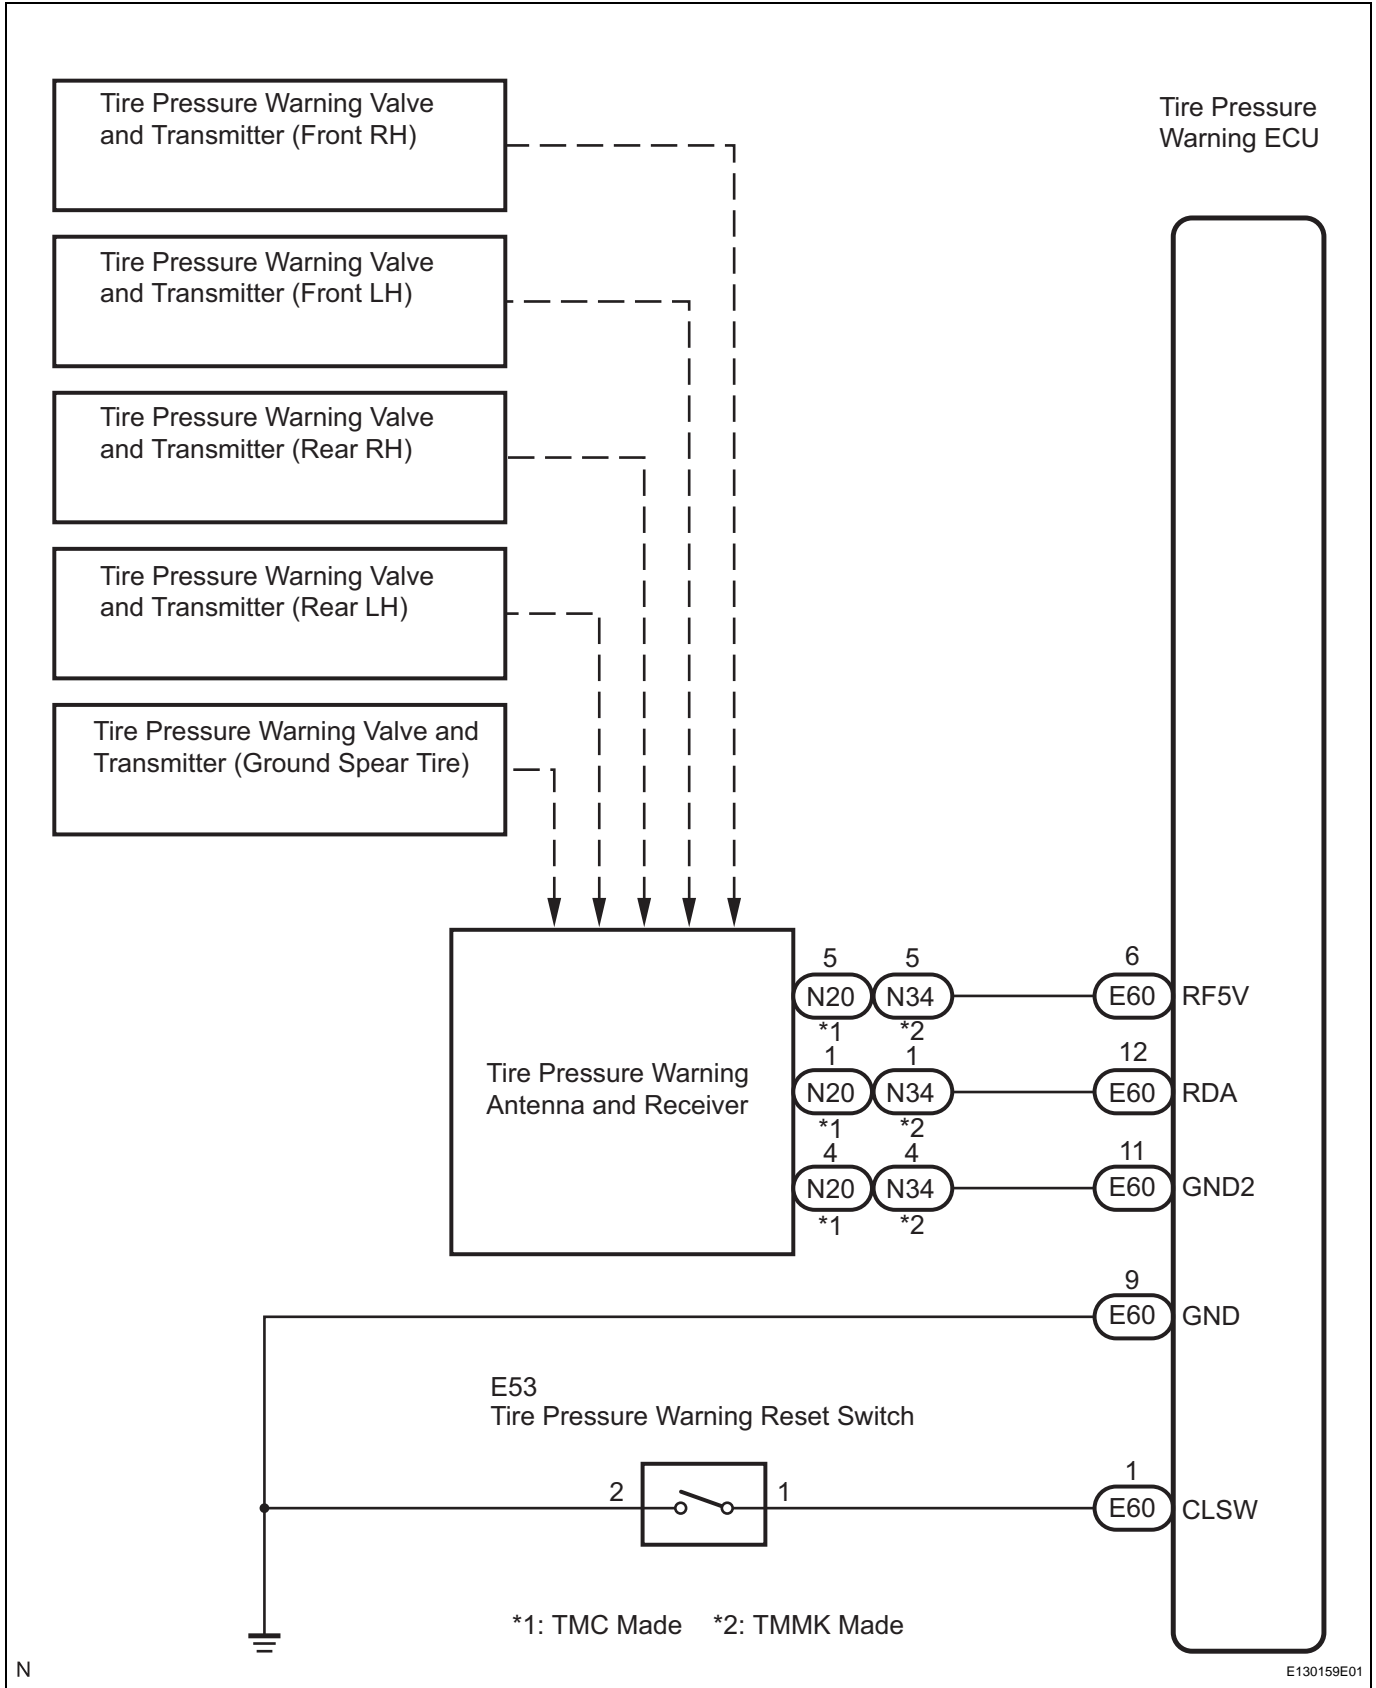 Tire Pressure Warning Valve
and Transmitter (Front RH)
Tire Pressure
Warning ECU
Tire Pressure Warning Valve
and Transmitter (Front LH)
Tire Pressure Warning Valve
and Transmitter (Rear RH)
Tire Pressure Warning Valve
and Transmitter (Rear LH)
Tire Pressure Warning Valve and
Transmitter (Ground Spear Tire)
5 5 6
N20 N34 E60 RF5V
*1 *2
1 1 12
Tire Pressure Warning
Antenna and Receiver
N20 N34 E60 RDA
*1 *2
4 4 11
N20 N34 E60 GND2
*1 *2
9
E60 GND
E53
Tire Pressure Warning Reset Switch
2 1 1
E60 CLSW
*1: TMC Made *2: TMMK Made
N
E130159E01